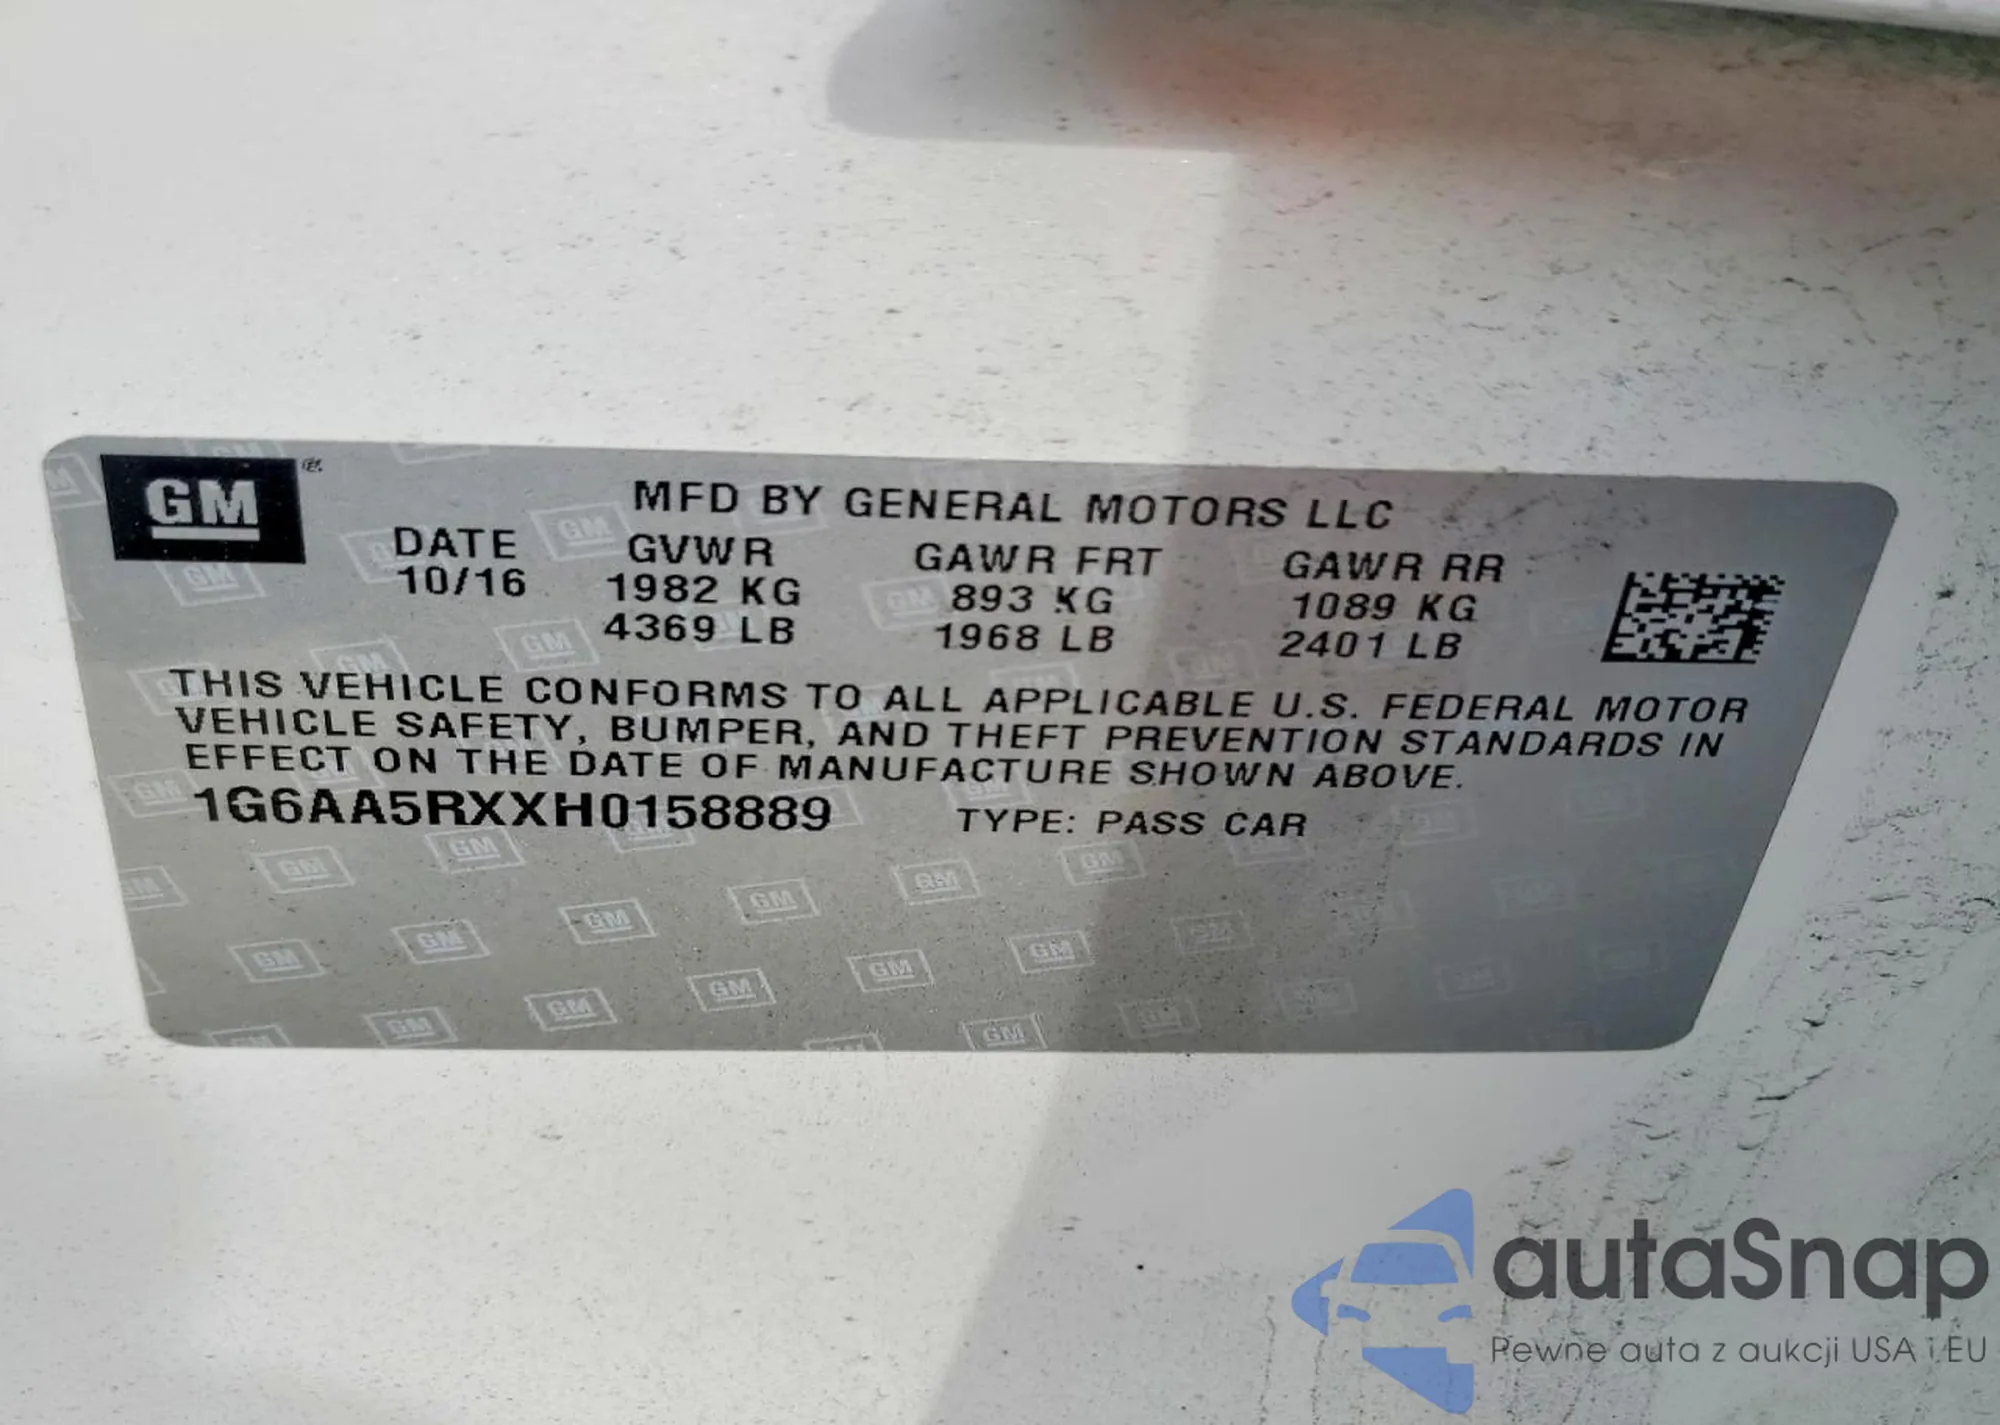 GM
MFD BY GENERAL MOTORS LLC
DATE GVWR GAWR FRT GAWR RR
10/16 1982 KG 893 KG 1089 KG
4369 LB 1968 LB 2401 LB
THIS VEHICLE CONFORMS TO ALL APPLICABLE U.S. FEDERAL MOTOR
VEHICLE SAFETY, BUMPER, AND THEFT PREVENTION STANDARDS IN
EFFECT ON THE DATE OF MANUFACTURE SHOWN ABOVE.
1G6AA5RXXH0158889 TYPE: PASS CAR
autaSnap
Pewne auta z aukcji USA i EU